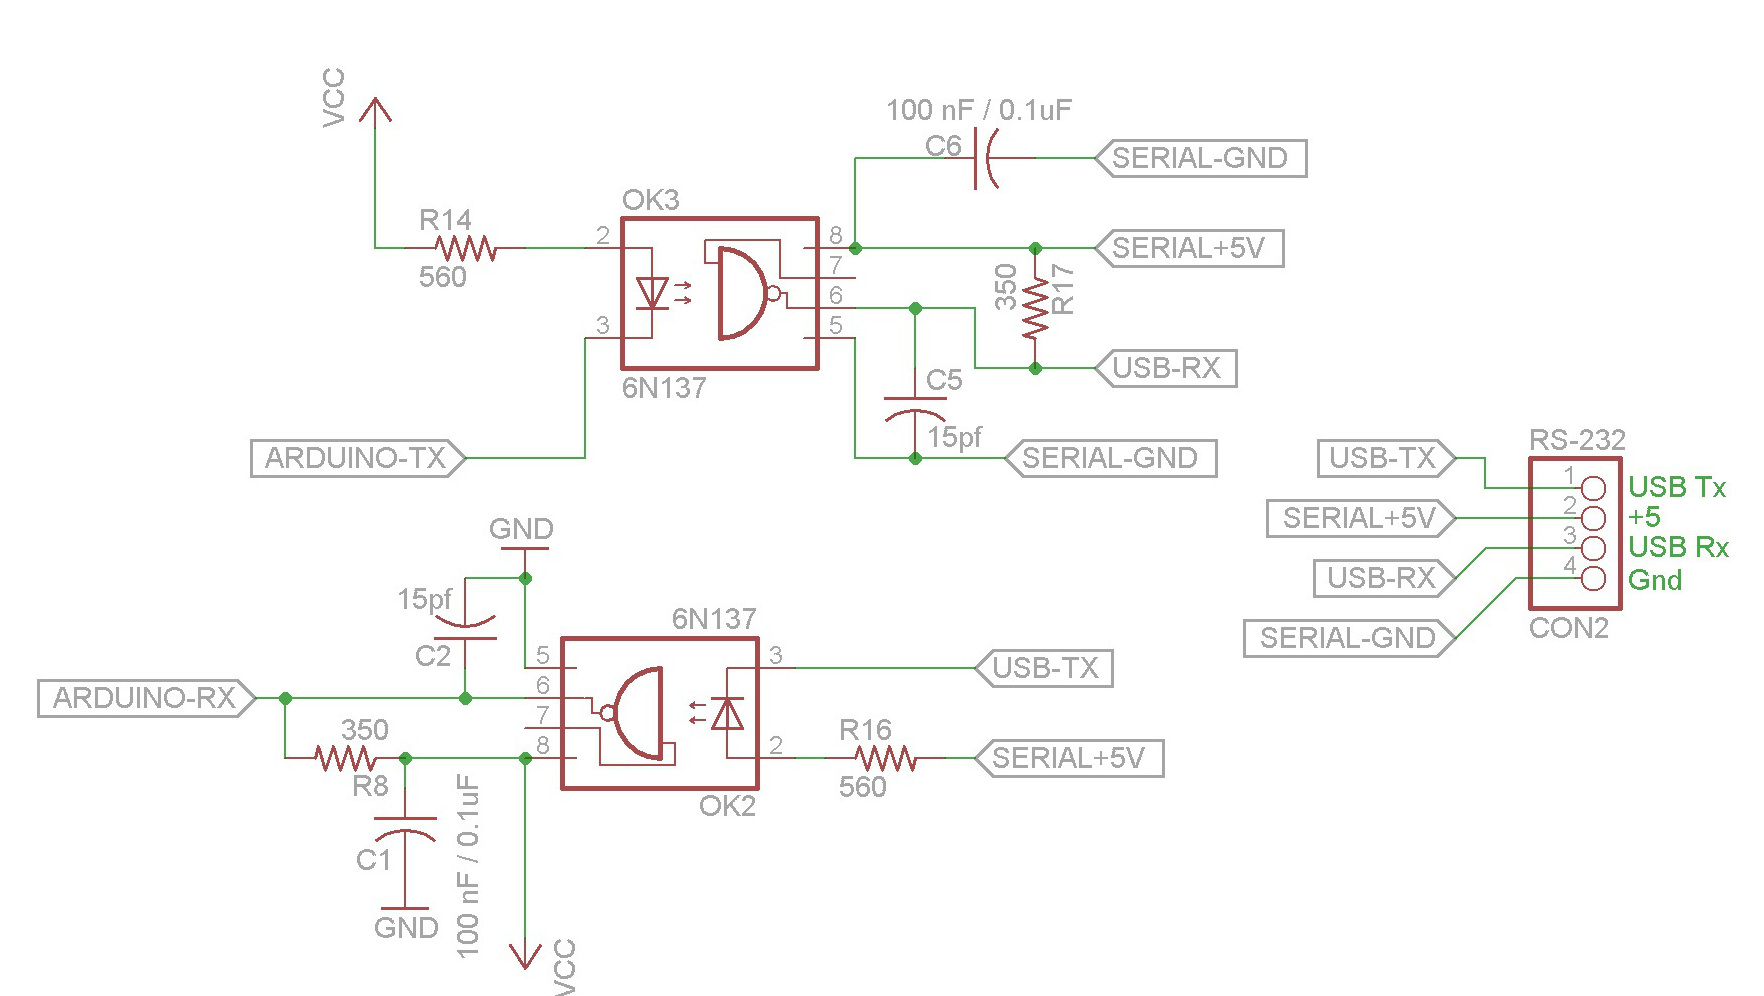 VCC
100 nF / 0.1uF
C6
SERIAL-GND
OK3
R14
560
2
3
8
7
6
5
SERIAL+5V
350
R17
6N137
USB-RX
C5
15pf
ARDUINO-TX
SERIAL-GND
RS-232
USB-TX
1
USB Tx
SERIAL+5V
2
+5
3
USB Rx
USB-RX
4
Gnd
SERIAL-GND
CON2
GND
15pf
C2
6N137
5
6
7
8
3
2
USB-TX
ARDUINO-RX
350
R8
R16
560
SERIAL+5V
OK2
C1
100 nF / 0.1uF
GND
VCC